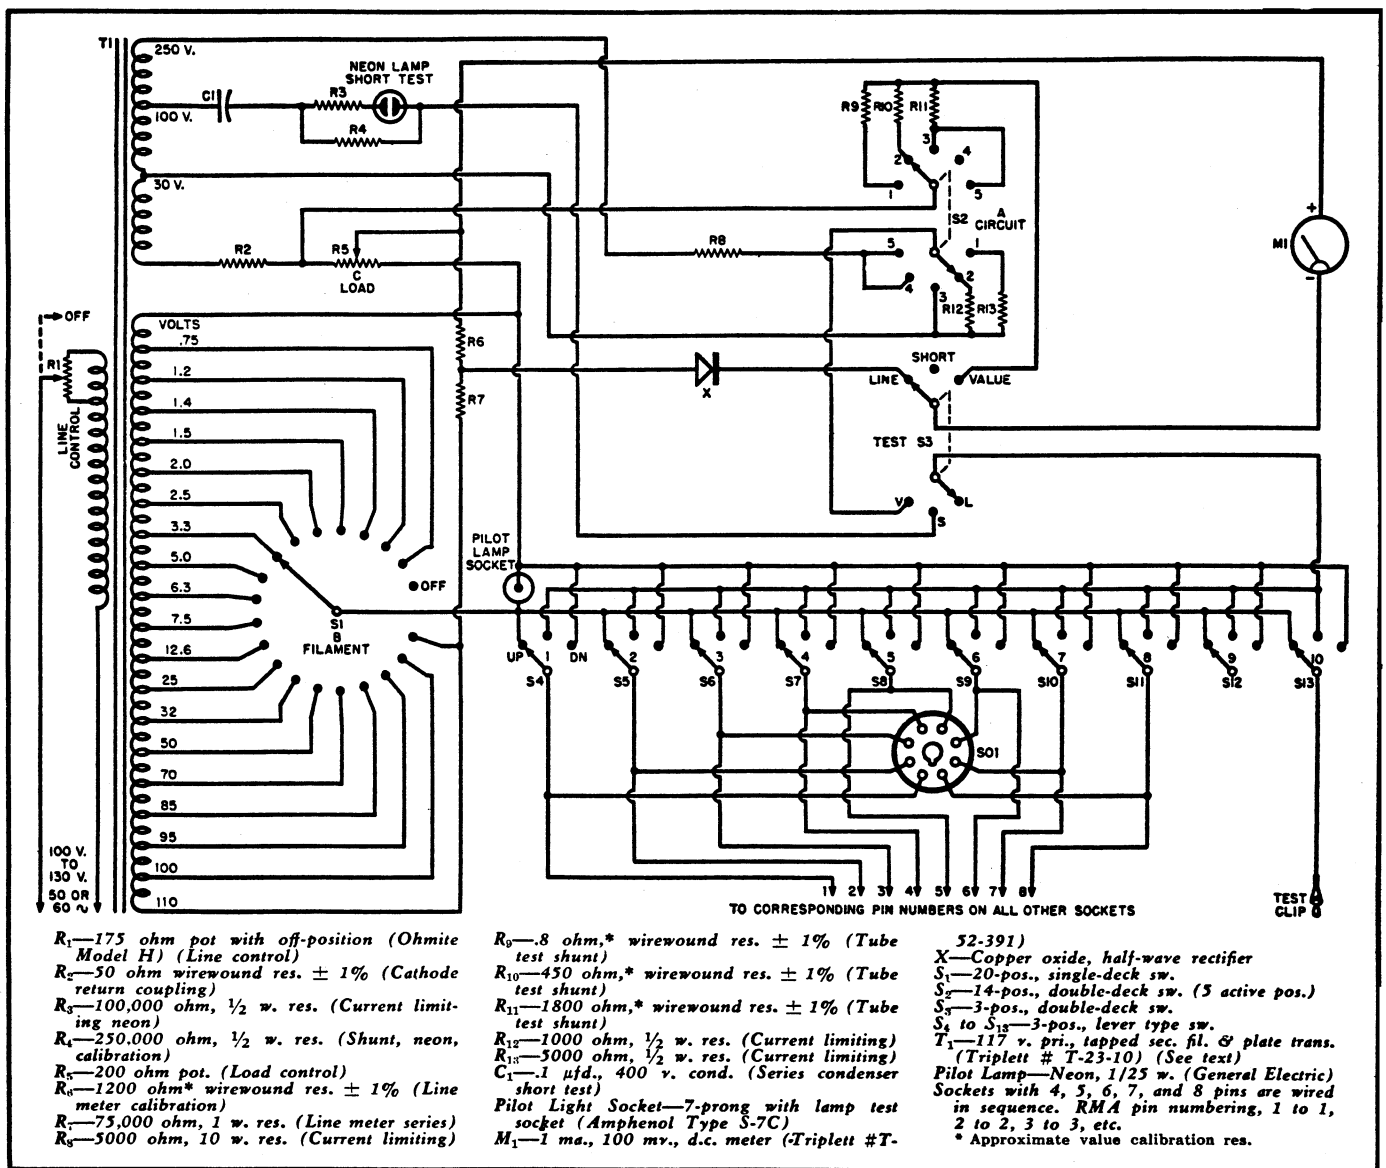 T1
250 V.
C1
100 V.
NEON LAMP
SHORT TEST
R3
R4
30 V.
R2
R5
C
LOAD
R8
R9
R10
R11
1
2
3
4
5
S2
A
CIRCUIT
5
4
3
1
2
R12
R13
+
M1
-
OFF
R1
LINE
CONTROL
100 V.
TO
130 V.
50 OR
60 ~
VOLTS
.75
1.2
1.4
1.5
2.0
2.5
3.3
5.0
6.3
7.5
12.6
25
32
50
70
85
95
100
110
OFF
S1
B
FILAMENT
R6
R7
X
SHORT
LINE
VALUE
TEST S3
V
S
L
PILOT
LAMP
SOCKET
UP
1
DN
2
3
4
5
6
7
8
9
10
S4
S5
S6
S7
S8
S9
S10
S11
S12
S13
SO1
1
2
3
4
5
6
7
8
TO CORRESPONDING PIN NUMBERS ON ALL OTHER SOCKETS
TEST
CLIP
R₁—175 ohm pot with off-position (Ohmite
Model H) (Line control)
R₂—50 ohm wirewound res. ± 1% (Cathode
return coupling)
R₃—100,000 ohm, ½ w. res. (Current limit-
ing neon)
R₄—250.000 ohm, ½ w. res. (Shunt, neon,
calibration)
R₅—200 ohm pot. (Load control)
R₆—1200 ohm* wirewound res. ± 1% (Line
meter calibration)
R₇—75,000 ohm, 1 w. res. (Line meter series)
R₈—5000 ohm, 10 w. res. (Current limiting)
R₉—.8 ohm,* wirewound res. ± 1% (Tube
test shunt)
R₁₀—450 ohm,* wirewound res. ± 1% (Tube
test shunt)
R₁₁—1800 ohm,* wirewound res. ± 1% (Tube
test shunt)
R₁₂—1000 ohm, ½ w. res. (Current limiting)
R₁₃—5000 ohm, ½ w. res. (Current limiting)
C₁—.1 μfd., 400 v. cond. (Series condenser
short test)
Pilot Light Socket—7-prong with lamp test
socket (Amphenol Type S-7C)
M₁—1 ma., 100 mv., d.c. meter (Triplett #T-
52-391)
X—Copper oxide, half-wave rectifier
S₁—20-pos., single-deck sw.
S₂—14-pos., double-deck sw. (5 active pos.)
S₃—3-pos., double-deck sw.
S₄ to S₁₃—3-pos., lever type sw.
T₁—117 v. pri., tapped sec. fil. & plate trans.
(Triplett # T-23-10) (See text)
Pilot Lamp—Neon, 1/25 w. (General Electric)
Sockets with 4, 5, 6, 7, and 8 pins are wired
in sequence. RMA pin numbering, 1 to 1,
2 to 2, 3 to 3, etc.
* Approximate value calibration res.